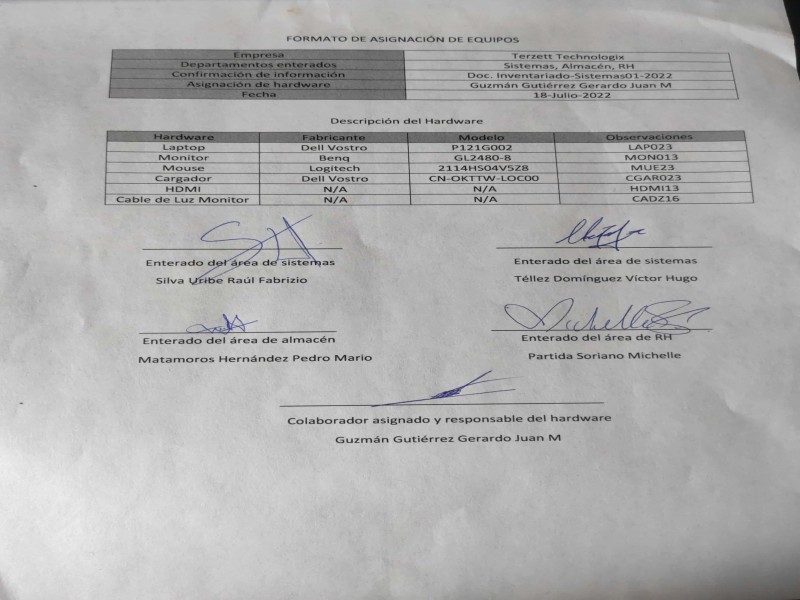 FORMATO DE ASIGNACIÓN DE EQUIPOS
Empresa Terzett Technologix
Departamentos enterados Sistemas, Almacén, RH
Confirmación de información Doc. Inventariado-Sistemas01-2022
Asignación de hardware Guzmán Gutiérrez Gerardo Juan M
Fecha 18-Julio-2022
Descripción del Hardware
Hardware Fabricante Modelo Observaciones
Laptop Dell Vostro P121G002 LAP023
Monitor Benq GL2480-8 MON013
Mouse Logitech 2114HS04V5Z8 MUE23
Cargador Dell Vostro CN-OKTTW-LOC00 CGAR023
HDMI N/A N/A HDMI13
Cable de Luz Monitor N/A N/A CADZ16
Enterado del área de sistemas Enterado del área de sistemas
Silva Uribe Raúl Fabrizio Téllez Domínguez Víctor Hugo
Enterado del área de almacén Enterado del área de RH
Matamoros Hernández Pedro Mario Partida Soriano Michelle
Colaborador asignado y responsable del hardware
Guzmán Gutiérrez Gerardo Juan M